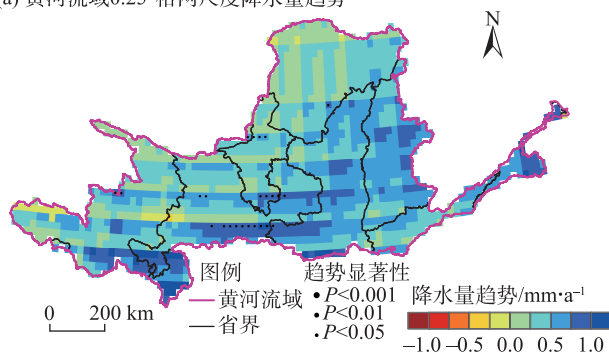 (a) 黄河流域0.25°格网尺度降水量趋势
N
图例
黄河流域
省界
0 200 km
趋势显著性
•P<0.001
•P<0.01
•P<0.05
降水量趋势/mm·a⁻¹
–1.0 –0.5 0.0 0.5 1.0